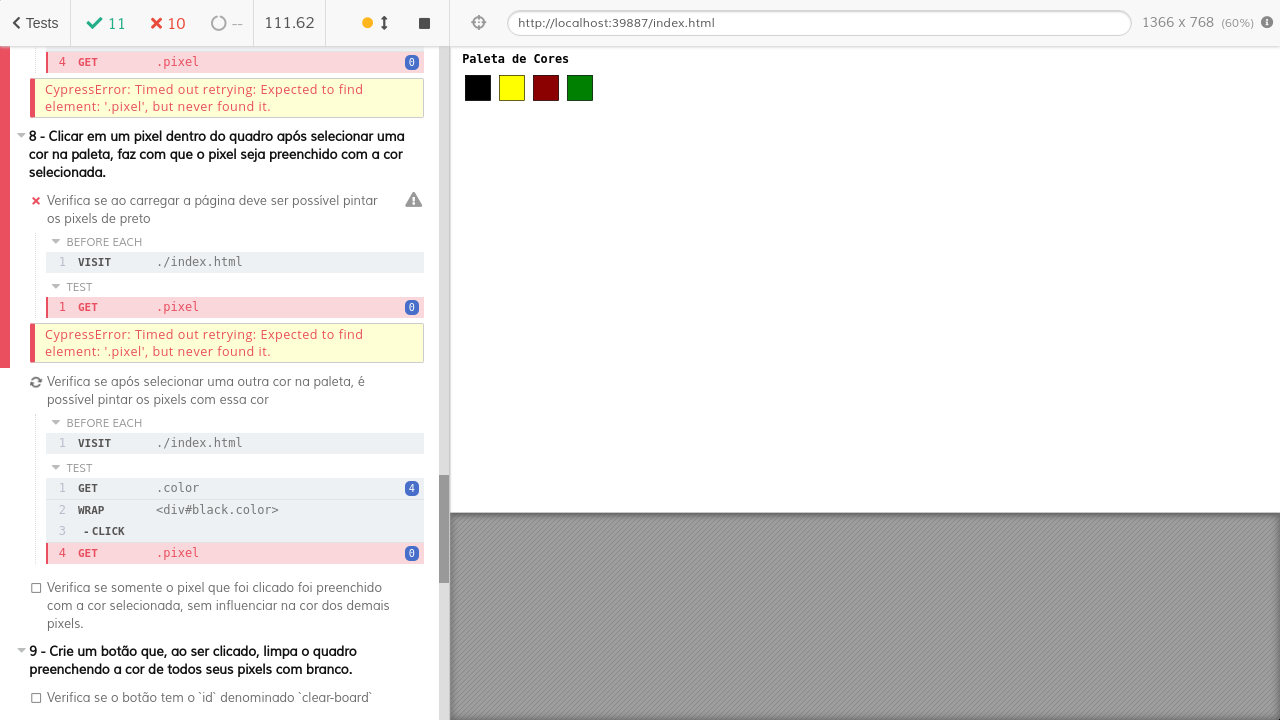 Tests 11 10 -- 111.62
http://localhost:39887/index.html 1366 x 768 (60%)
4 GET .pixel 0
CypressError: Timed out retrying: Expected to find
element: '.pixel', but never found it.
8 - Clicar em um pixel dentro do quadro após selecionar uma
cor na paleta, faz com que o pixel seja preenchido com a cor
selecionada.
Verifica se ao carregar a página deve ser possível pintar
os pixels de preto
BEFORE EACH
1 VISIT ./index.html
TEST
1 GET .pixel 0
CypressError: Timed out retrying: Expected to find
element: '.pixel', but never found it.
Verifica se após selecionar uma outra cor na paleta, é
possível pintar os pixels com essa cor
BEFORE EACH
1 VISIT ./index.html
TEST
1 GET .color 4
2 WRAP <div#black.color>
3 - CLICK
4 GET .pixel 0
Verifica se somente o pixel que foi clicado foi preenchido
com a cor selecionada, sem influenciar na cor dos demais
pixels.
9 - Crie um botão que, ao ser clicado, limpa o quadro
preenchendo a cor de todos seus pixels com branco.
Verifica se o botão tem o `id` denominado `clear-board`
Paleta de Cores